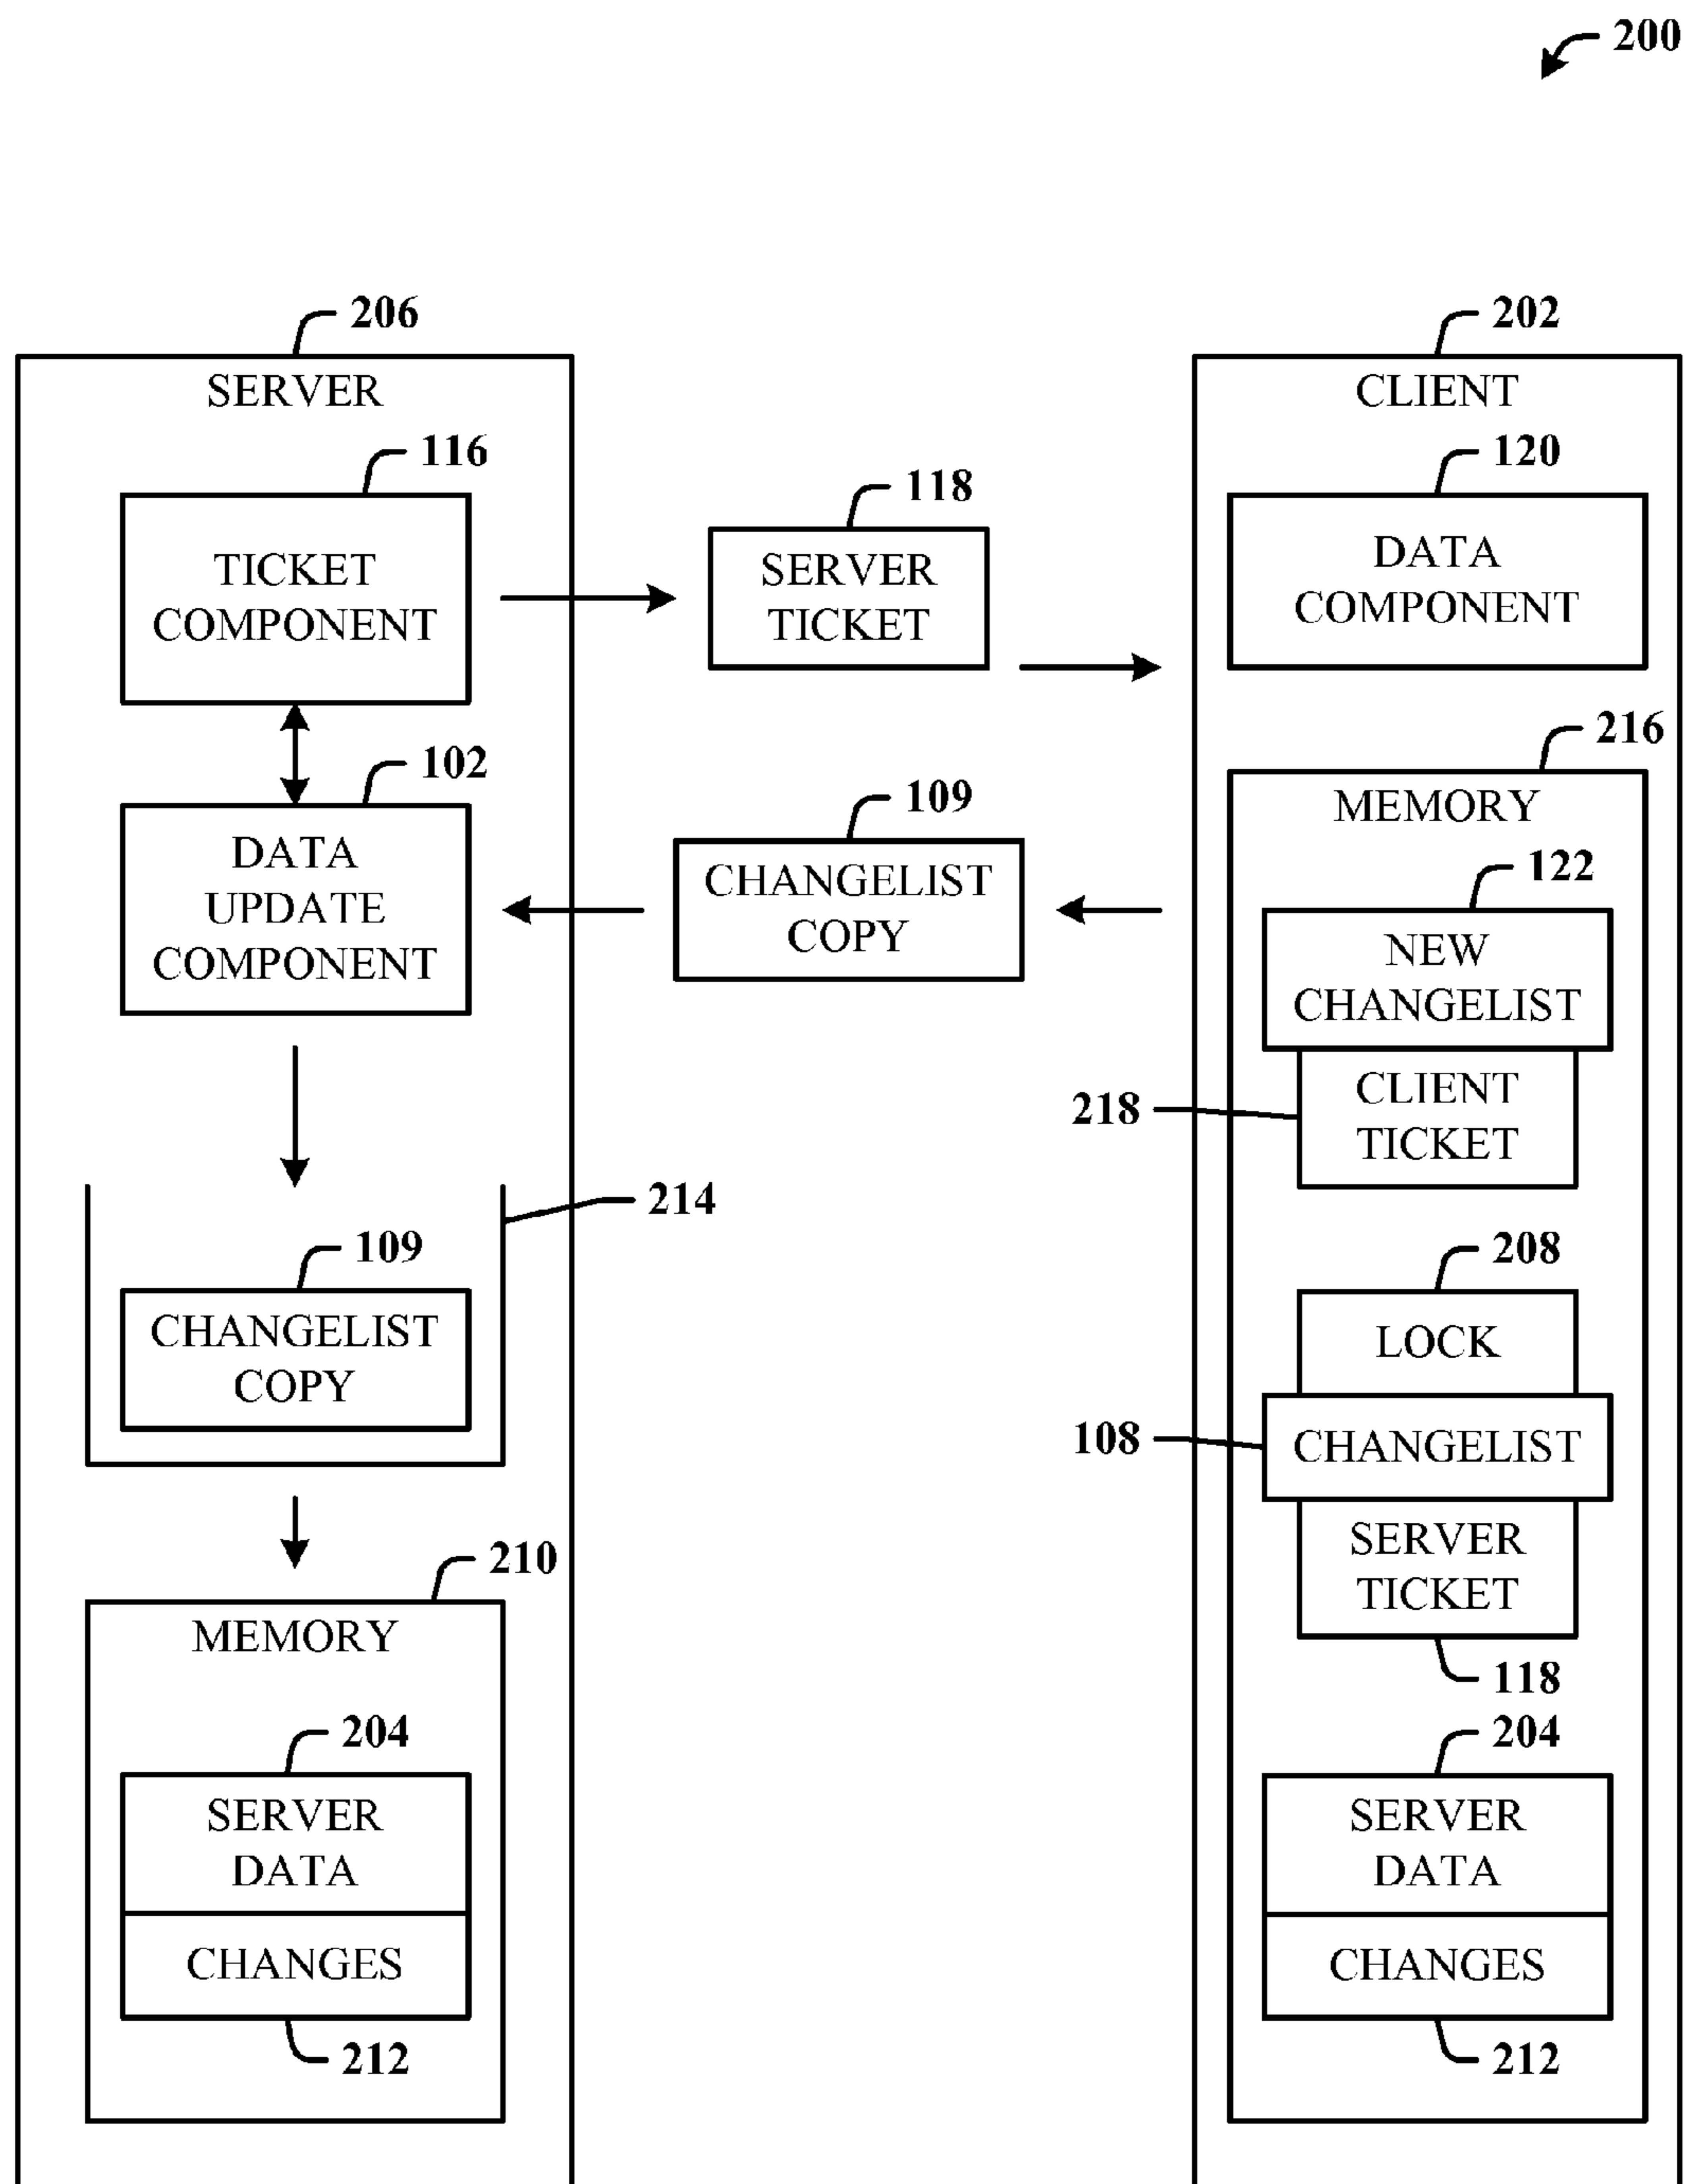 200
206
SERVER
116
TICKET
COMPONENT
102
DATA
UPDATE
COMPONENT
214
109
CHANGELIST
COPY
210
MEMORY
204
SERVER
DATA
CHANGES
212
118
SERVER
TICKET
109
CHANGELIST
COPY
202
CLIENT
120
DATA
COMPONENT
216
MEMORY
122
NEW
CHANGELIST
218
CLIENT
TICKET
208
LOCK
108
CHANGELIST
SERVER
TICKET
118
204
SERVER
DATA
CHANGES
212